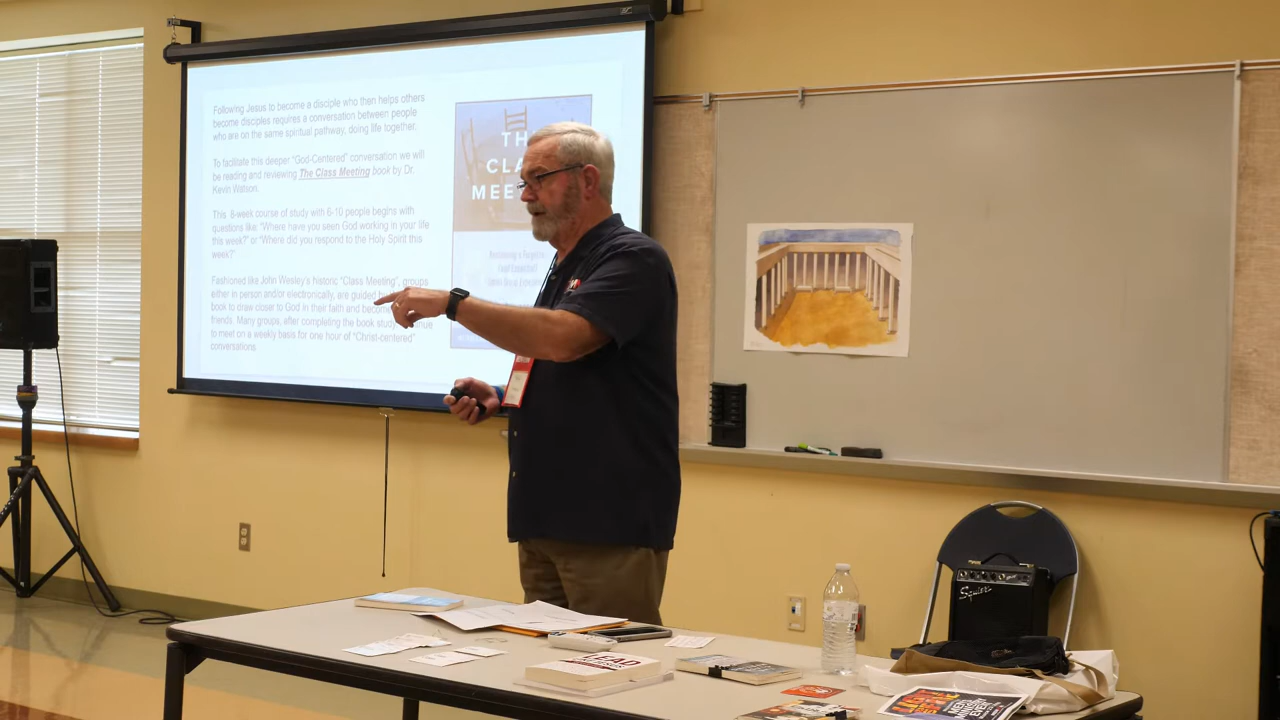 Following Jesus to become a disciple who then helps others
become disciples requires a conversation between people
who are on the same spiritual pathway, doing life together.
To facilitate this deeper "God-Centered" conversation we will
be reading and reviewing The Class Meeting book by Dr.
Kevin Watson.
This 8-week course of study with 6-10 people begins with
questions like: "Where have you seen God working in your life
this week?" or "Where did you respond to the Holy Spirit this
week?"
Fashioned like John Wesley's historic "Class Meeting", groups
either in person and/or electronically, are guided
book to draw closer to God in their faith and become
friends. Many groups, after completing the book study
to meet on a weekly basis for one hour of "Christ-centered"
conversations
TH
CLA
MEE
Squier